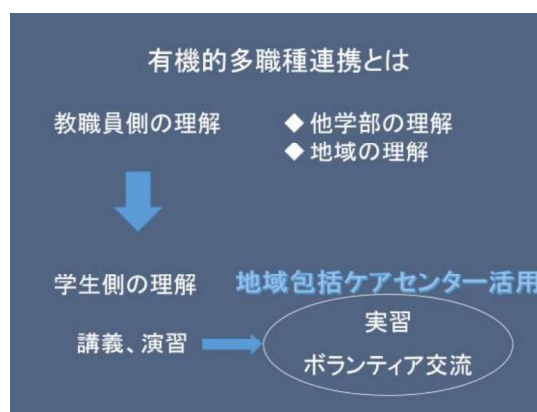 有機的多職種連携とは
教職員側の理解
◆ 他学部の理解
◆ 地域の理解
学生側の理解
地域包括ケアセンター活用
講義、演習
実習
ボランティア交流